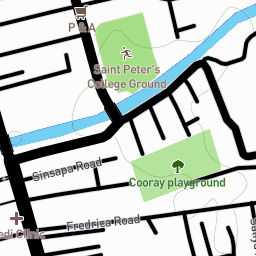 P & A
Saint Peter's
College Ground
Sinsapa Road
Cooray playground
Fredrica Road